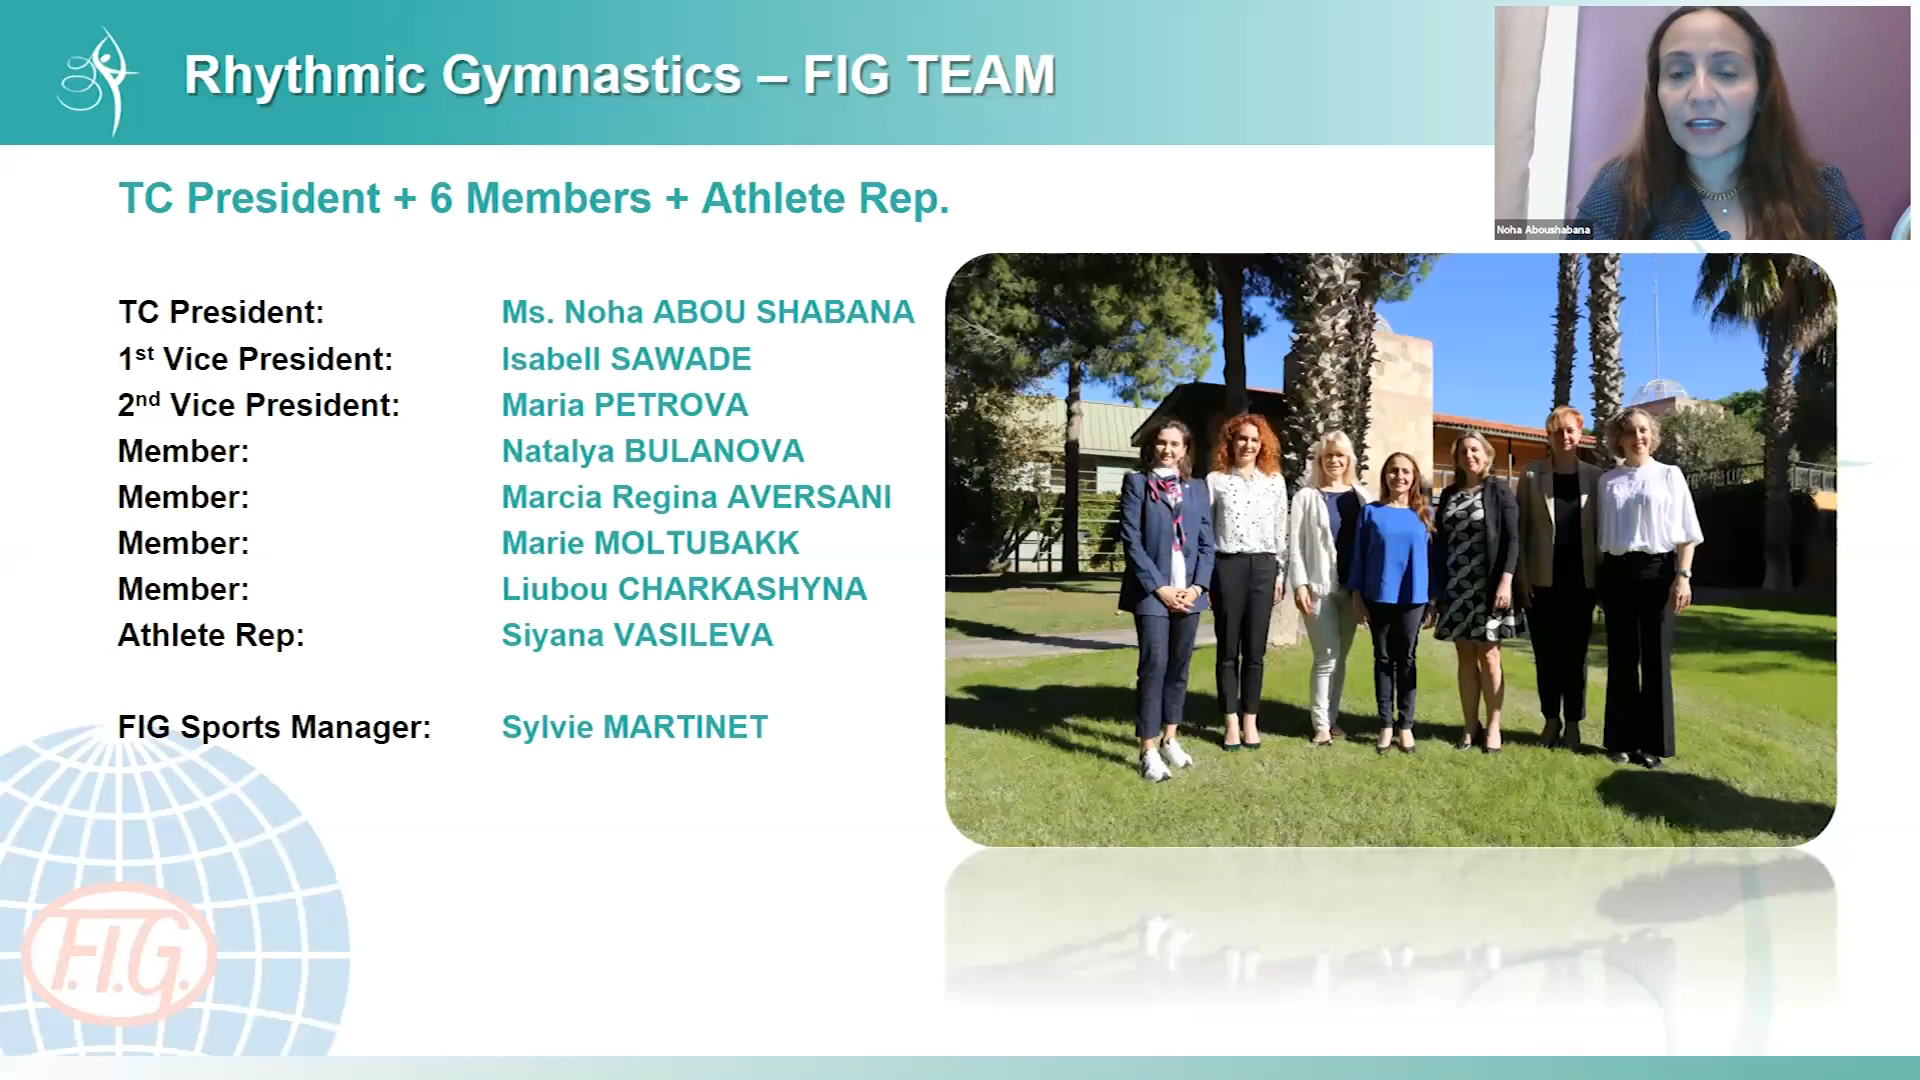 Rhythmic Gymnastics – FIG TEAM
Noha Aboushabana
TC President + 6 Members + Athlete Rep.
TC President: Ms. Noha ABOU SHABANA
1st Vice President: Isabell SAWADE
2nd Vice President: Maria PETROVA
Member: Natalya BULANOVA
Member: Marcia Regina AVERSANI
Member: Marie MOLTUBAKK
Member: Liubou CHARKASHYNA
Athlete Rep: Siyana VASILEVA
FIG Sports Manager: Sylvie MARTINET
F.I.G.